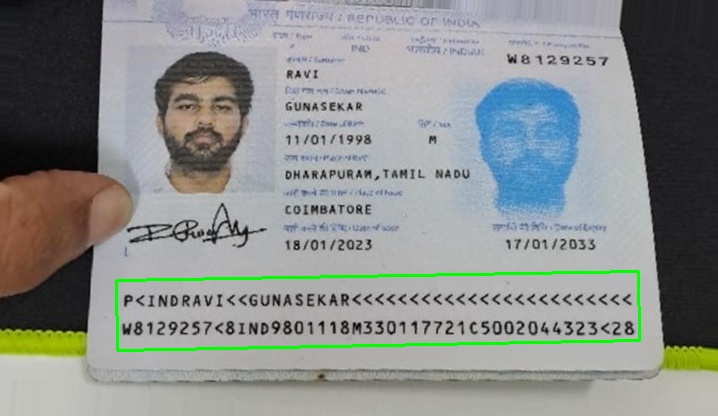 भारत गणराज्य / REPUBLIC OF INDIA
IND
भारतीय / INDIAN
W8129257
RAVI
GUNASEKAR
11/01/1998
M
DHARAPURAM,TAMIL NADU
COIMBATORE
18/01/2023
17/01/2033
P<INDRAVI<<GUNASEKAR<<<<<<<<<<<<<<<<<<<<<<<<
W8129257<8IND9801118M330117721C5002044323<28